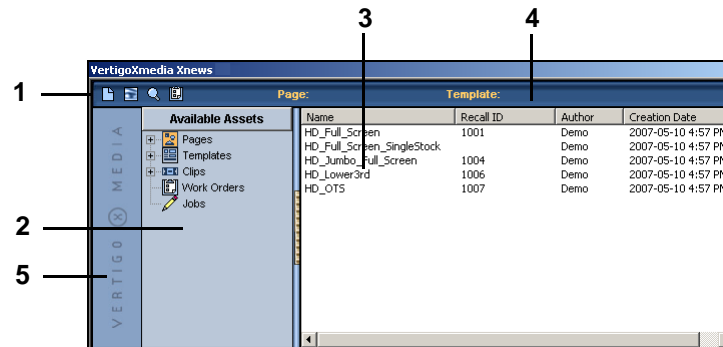 3
4
VertigoXmedia Xnews
1
Page:
Template:
Available Assets
Name Recall ID Author Creation Date
Pages
HD_Full_Screen 1001 Demo 2007-05-10 4:57 PM
Templates
HD_Full_Screen_SingleStock Demo 2007-05-10 4:57 PM
Clips
HD_Jumbo_Full_Screen 1004 Demo 2007-05-10 4:57 PM
Work Orders
HD_Lower3rd 1006 Demo 2007-05-10 4:57 PM
Jobs
HD_OTS 1007 Demo 2007-05-10 4:57 PM
2
5
VERTIGO X MEDIA